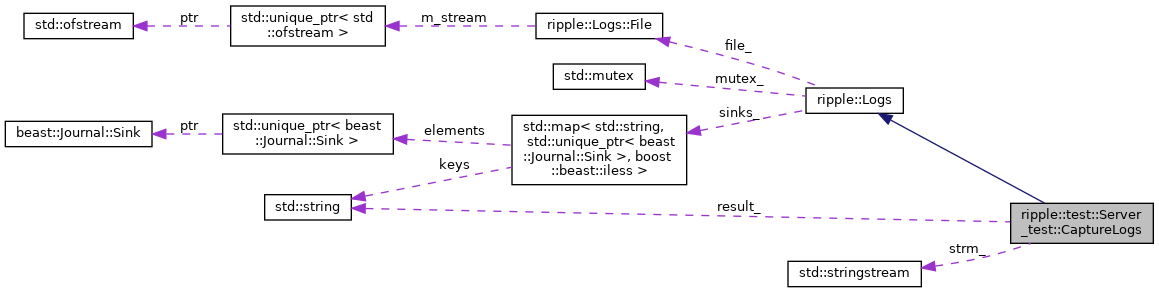 std::ofstream
ptr
std::unique_ptr< std
::ofstream >
m_stream
ripple::Logs::File
file_
std::mutex
mutex_
ripple::Logs
sinks_
beast::Journal::Sink
ptr
std::unique_ptr< beast
::Journal::Sink >
elements
std::map< std::string,
std::unique_ptr< beast
::Journal::Sink >, boost
::beast::iless >
keys
std::string
result_
ripple::test::Server
_test::CaptureLogs
strm_
std::stringstream